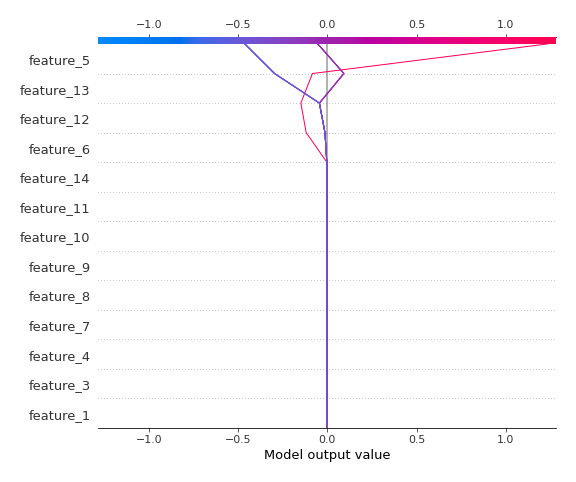 −1.0 −0.5 0.0 0.5 1.0
feature_5
feature_13
feature_12
feature_6
feature_14
feature_11
feature_10
feature_9
feature_8
feature_7
feature_4
feature_3
feature_1
−1.0 −0.5 0.0 0.5 1.0
Model output value